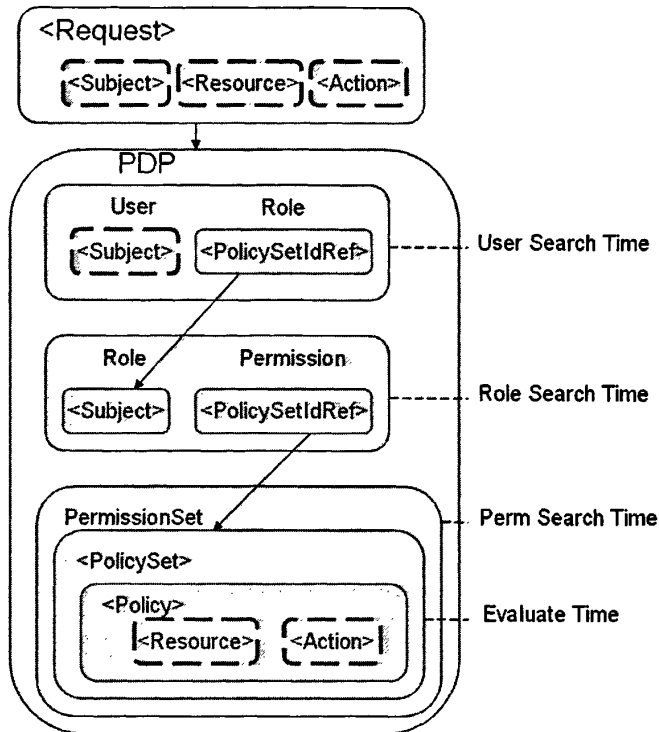 <Request>
<Subject> <Resource> <Action>
PDP
User Role
<Subject> <PolicySetIdRef>
User Search Time
Role Permission
<Subject> <PolicySetIdRef>
Role Search Time
PermissionSet
Perm Search Time
<PolicySet>
<Policy>
Evaluate Time
<Resource> <Action>